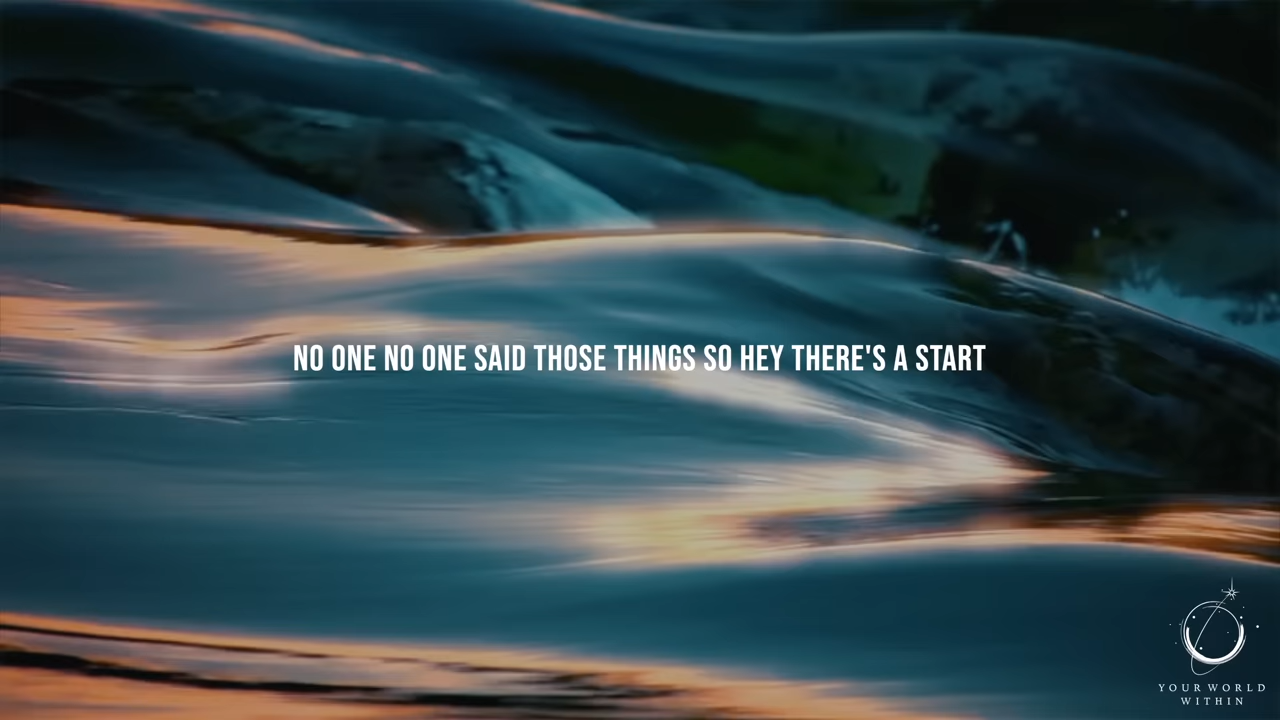 NO ONE NO ONE SAID THOSE THINGS SO HEY THERE'S A START
YOUR WORLD
WITHIN